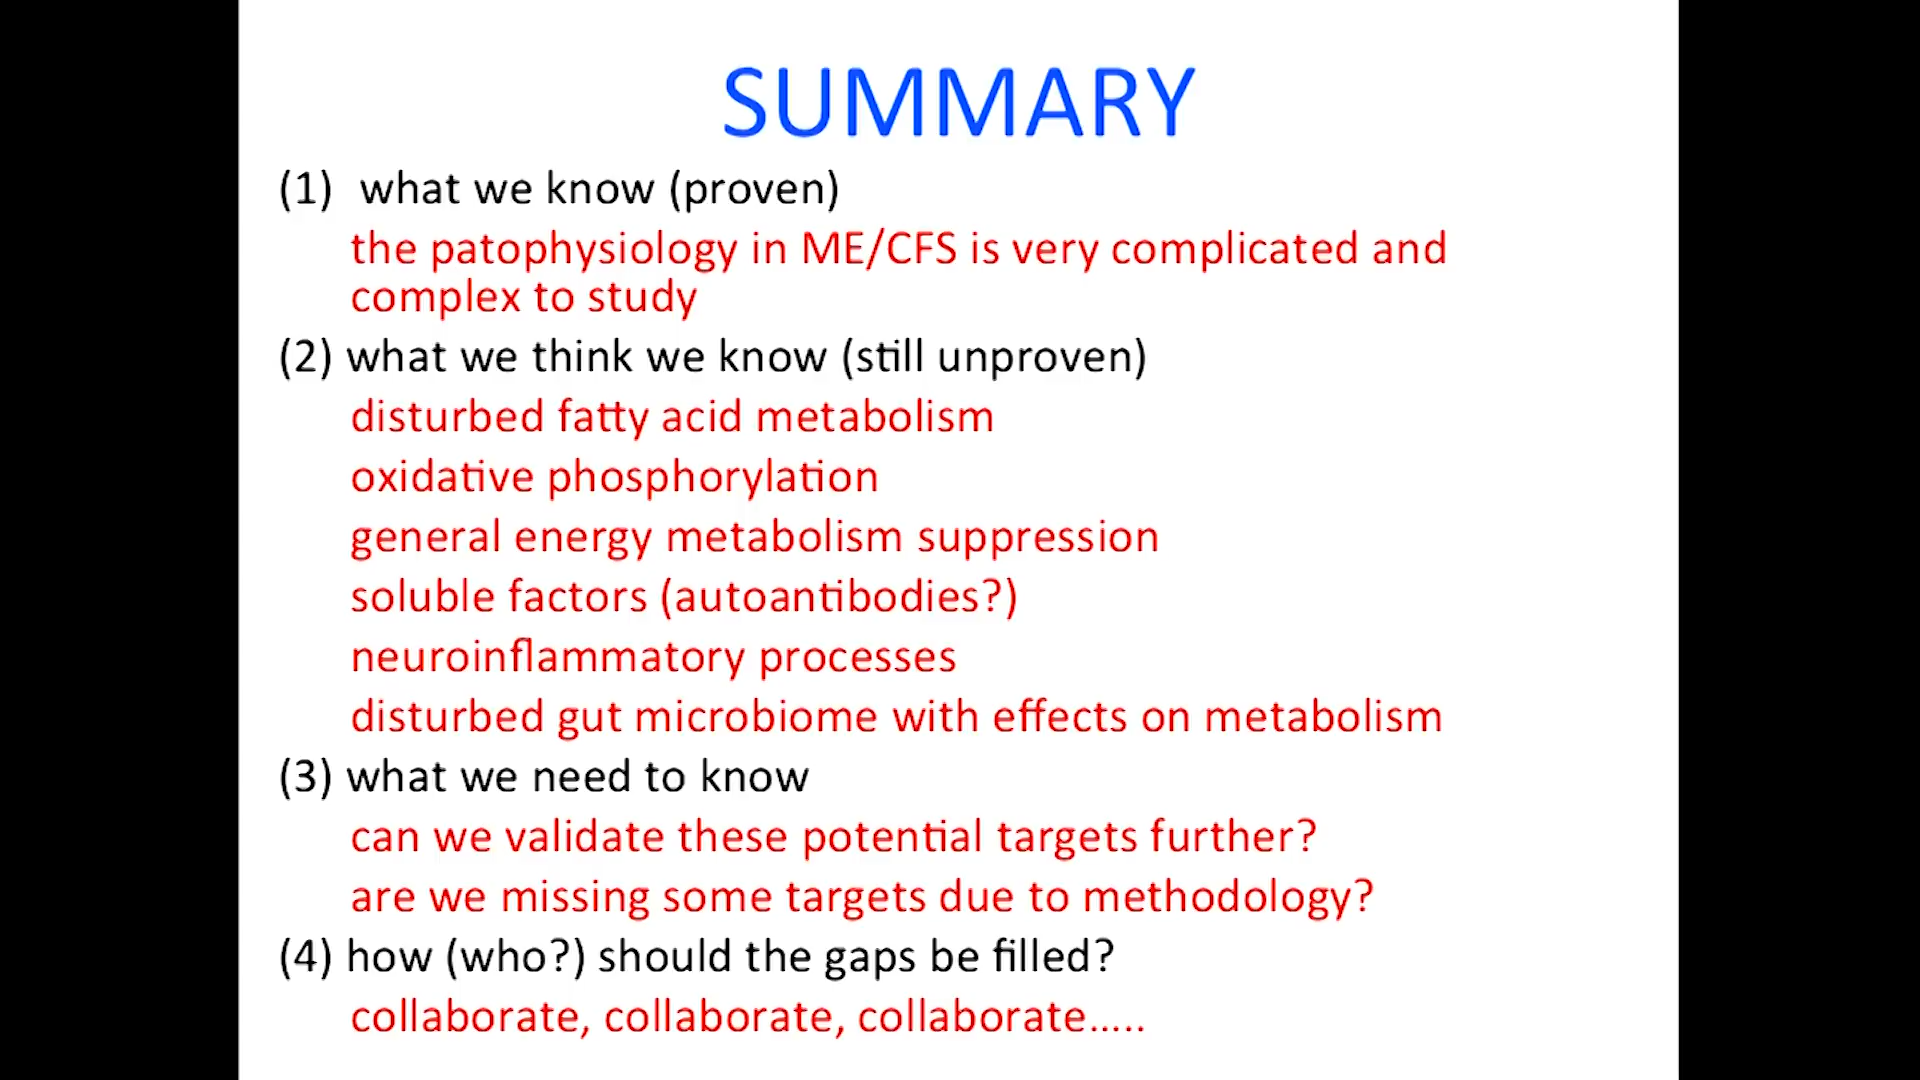 SUMMARY
(1) what we know (proven)
the patophysiology in ME/CFS is very complicated and
complex to study
(2) what we think we know (still unproven)
disturbed fatty acid metabolism
oxidative phosphorylation
general energy metabolism suppression
soluble factors (autoantibodies?)
neuroinflammatory processes
disturbed gut microbiome with effects on metabolism
(3) what we need to know
can we validate these potential targets further?
are we missing some targets due to methodology?
(4) how (who?) should the gaps be filled?
collaborate, collaborate, collaborate.....